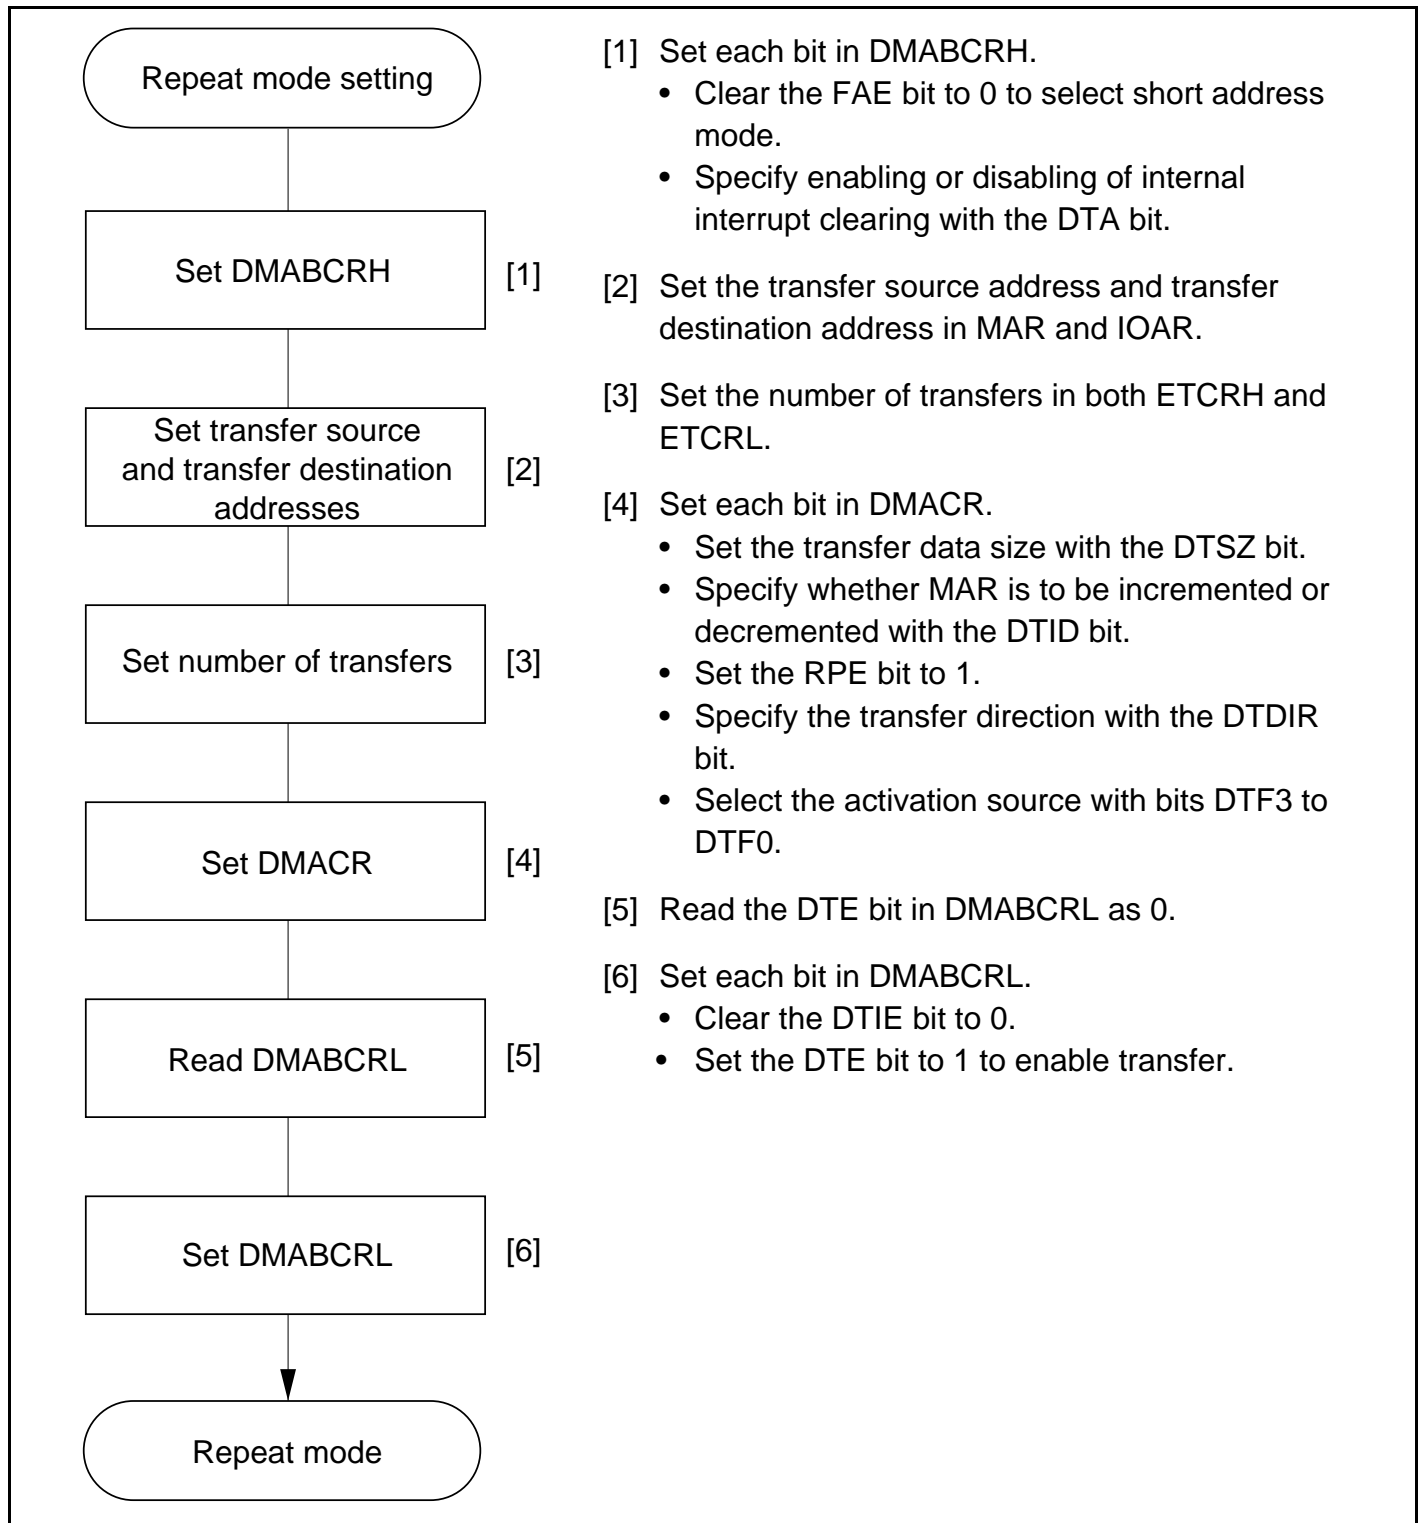 Repeat mode setting
Set DMABCRH
[1]
Set transfer source
and transfer destination
addresses
[2]
Set number of transfers
[3]
Set DMACR
[4]
Read DMABCRL
[5]
Set DMABCRL
[6]
Repeat mode
[1] Set each bit in DMABCRH.
• Clear the FAE bit to 0 to select short address
mode.
• Specify enabling or disabling of internal
interrupt clearing with the DTA bit.
[2] Set the transfer source address and transfer
destination address in MAR and IOAR.
[3] Set the number of transfers in both ETCRH and
ETCRL.
[4] Set each bit in DMACR.
• Set the transfer data size with the DTSZ bit.
• Specify whether MAR is to be incremented or
decremented with the DTID bit.
• Set the RPE bit to 1.
• Specify the transfer direction with the DTDIR
bit.
• Select the activation source with bits DTF3 to
DTF0.
[5] Read the DTE bit in DMABCRL as 0.
[6] Set each bit in DMABCRL.
• Clear the DTIE bit to 0.
• Set the DTE bit to 1 to enable transfer.